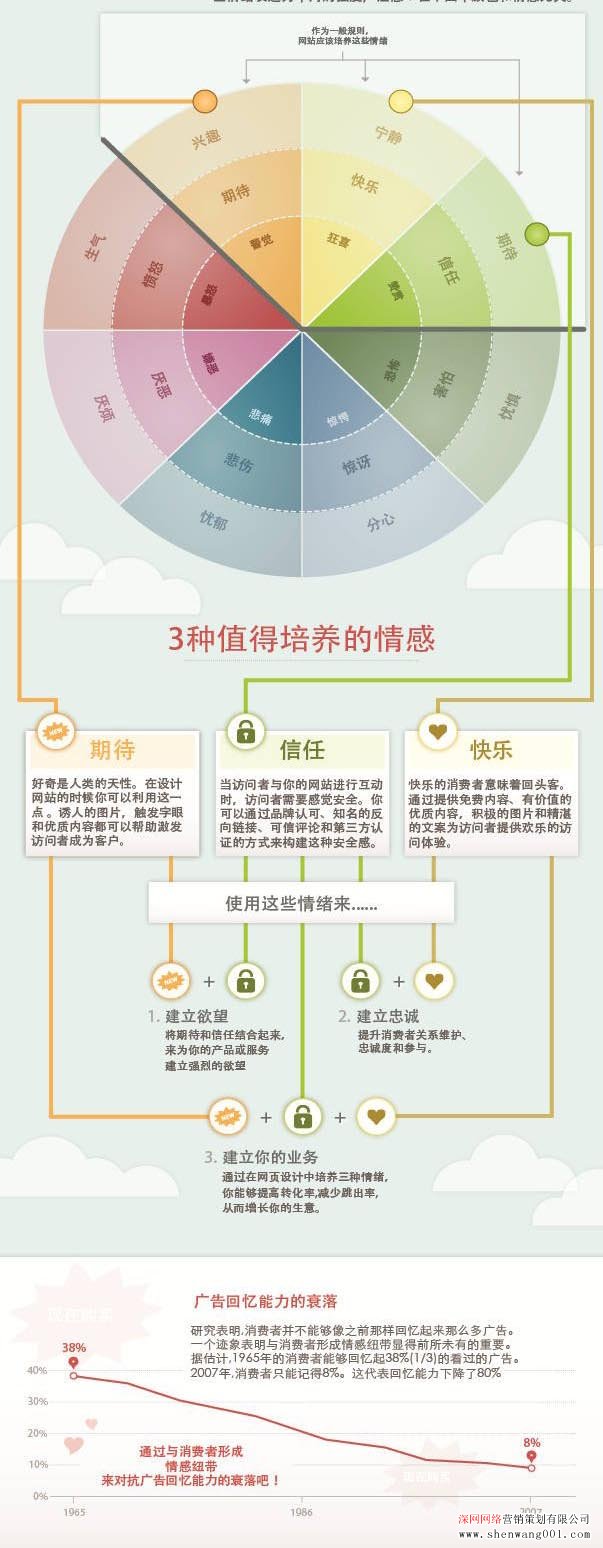 作为一般规则,
网站应该培养这些情绪
兴趣
宁静
期待
快乐
生气
期待
愤怒
信任
警觉
狂喜
暴怒
赞赏
厌烦
厌恶
嫌恶
恐怖
害怕
忧惧
悲痛
惊愕
悲伤
惊讶
忧郁
分心
3种值得培养的情感
NEW
期待
信任
快乐
好奇是人类的天性。在设计
网站的时候你可以利用这一
点。诱人的图片，触发字眼
和优质内容都可以帮助激发
访问者成为客户。
当访问者与你的网站进行互动
时，访问者需要感觉安全。你
可以通过品牌认可、知名的反
向链接、可信评论和第三方认
证的方式来构建这种安全感。
快乐的消费者意味着回头客。
通过提供免费内容、有价值的
优质内容，积极的图片和精湛
的文案为访问者提供欢乐的访
问体验。
使用这些情绪来......
NEW + +
1. 建立欲望
将期待和信任结合起来,
来为你的产品或服务
建立强烈的欲望
2. 建立忠诚
提升消费者关系维护、
忠诚度和参与。
NEW + +
3. 建立你的业务
通过在网页设计中培养三种情绪,
你能够提高转化率,减少跳出率,
从而增长你的生意。
现在购买
广告回忆能力的衰落
研究表明,消费者并不能够像之前那样回忆起来那么多广告。
一个迹象表明与消费者形成情感纽带显得前所未有的重要。
据估计,1965年的消费者能够回忆起38%(1/3)的看过的广告。
2007年,消费者只能记得8%。这代表回忆能力下降了80%
38%
40%
30%
20%
10%
0%
8%
通过与消费者形成
情感纽带
来对抗广告回忆能力的衰落吧！
现在购买
1965
1986
2007
深网网络营销策划有限公司
www.shenwang001.com